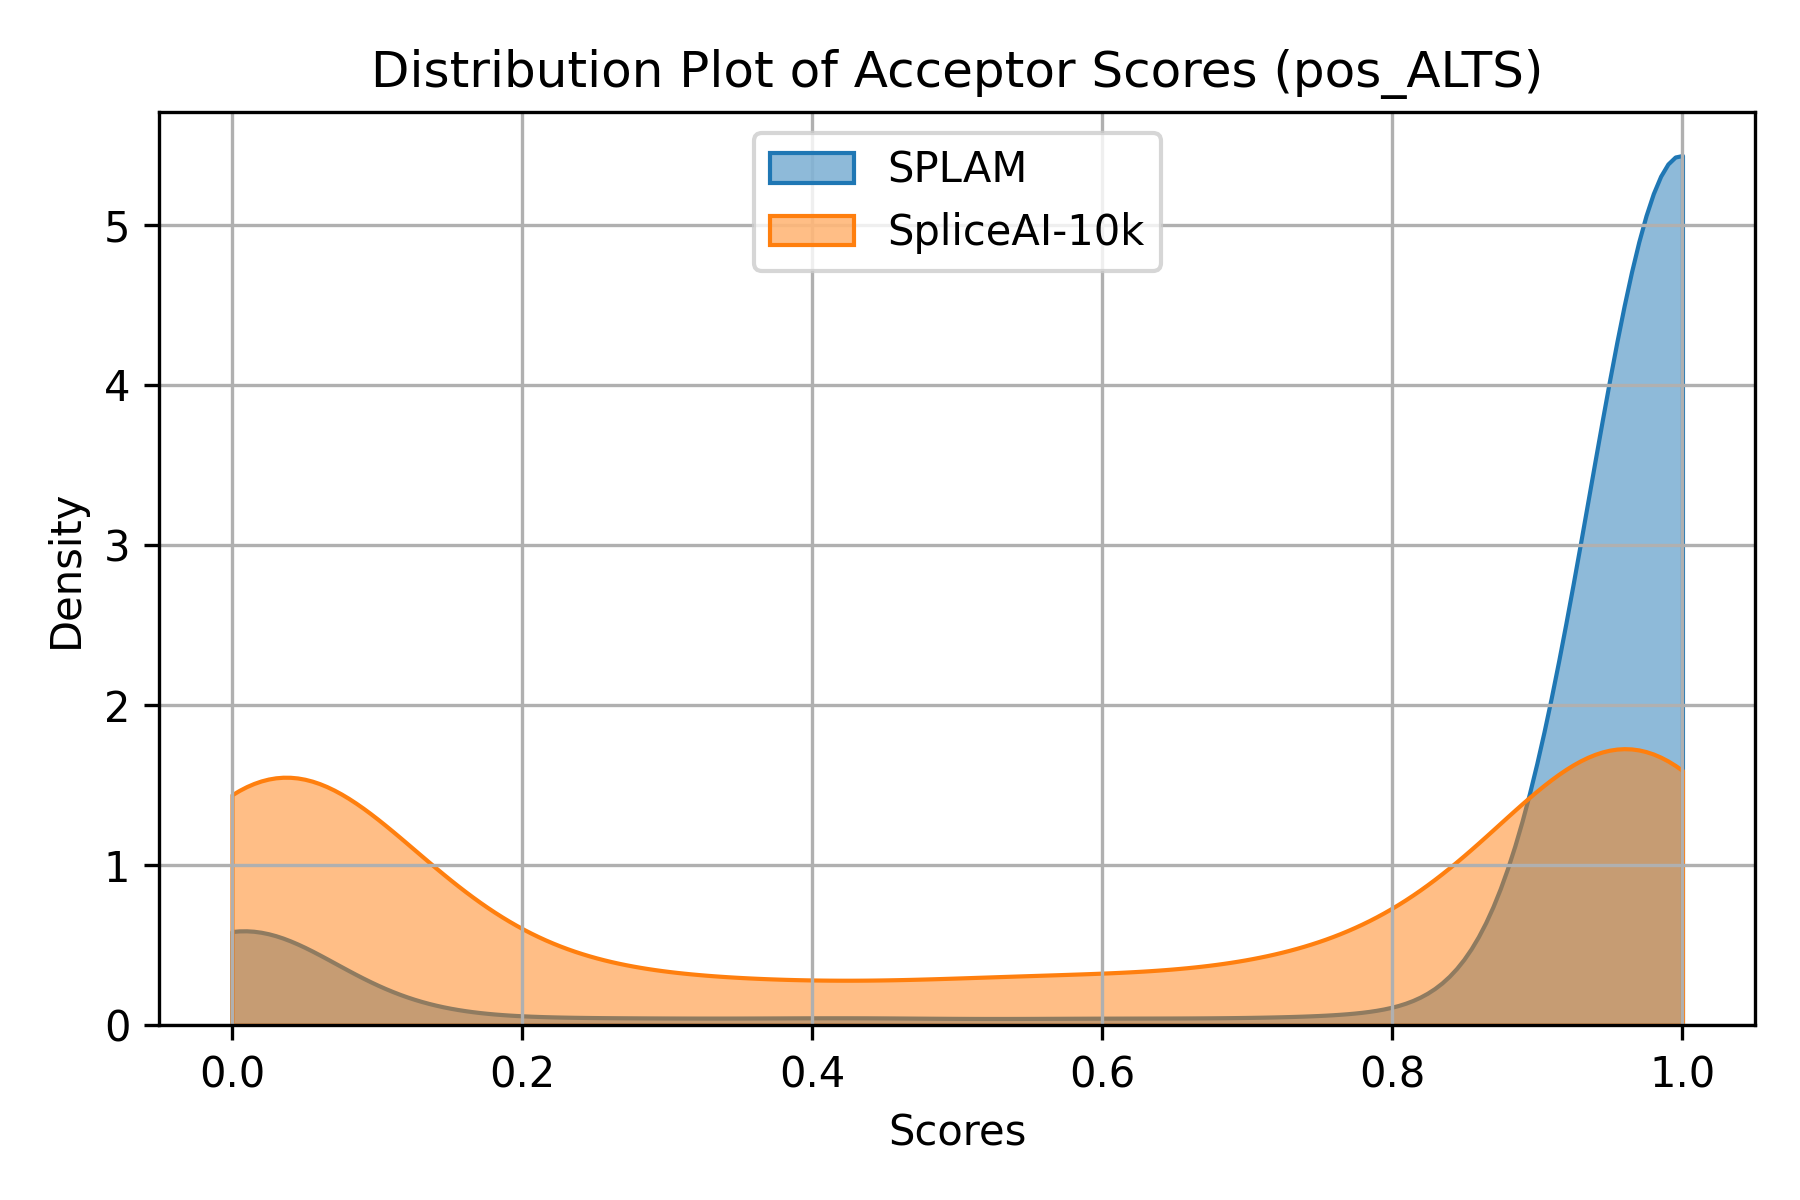 Distribution Plot of Acceptor Scores (pos_ALTS)
SPLAM
SpliceAI-10k
Density
5
4
3
2
1
0
0.0 0.2 0.4 0.6 0.8 1.0
Scores